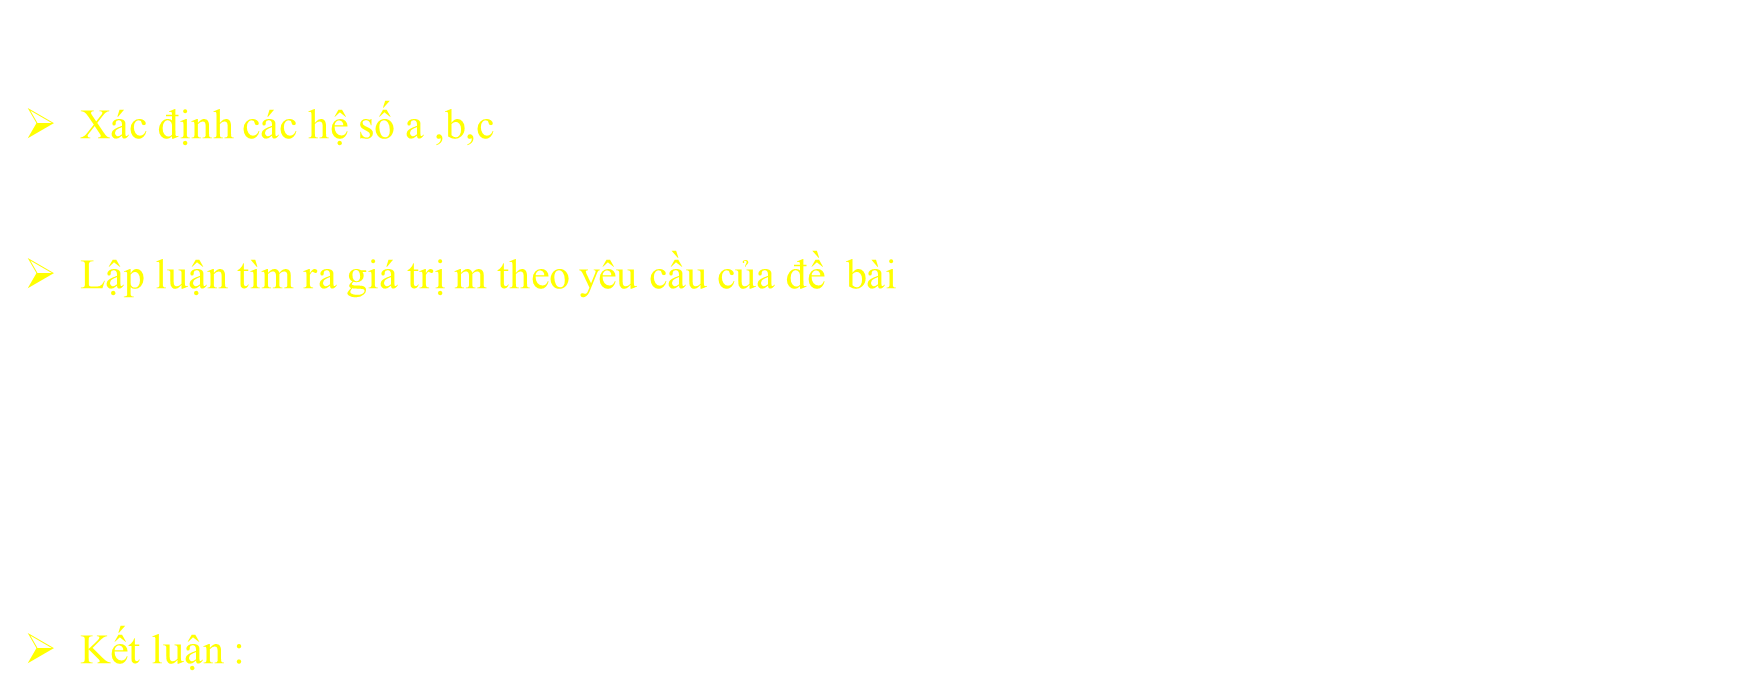 ➢ Xác định các hệ số a ,b,c
➢ Lập luận tìm ra giá trị m theo yêu cầu của đề  bài
➢ Kết luận :